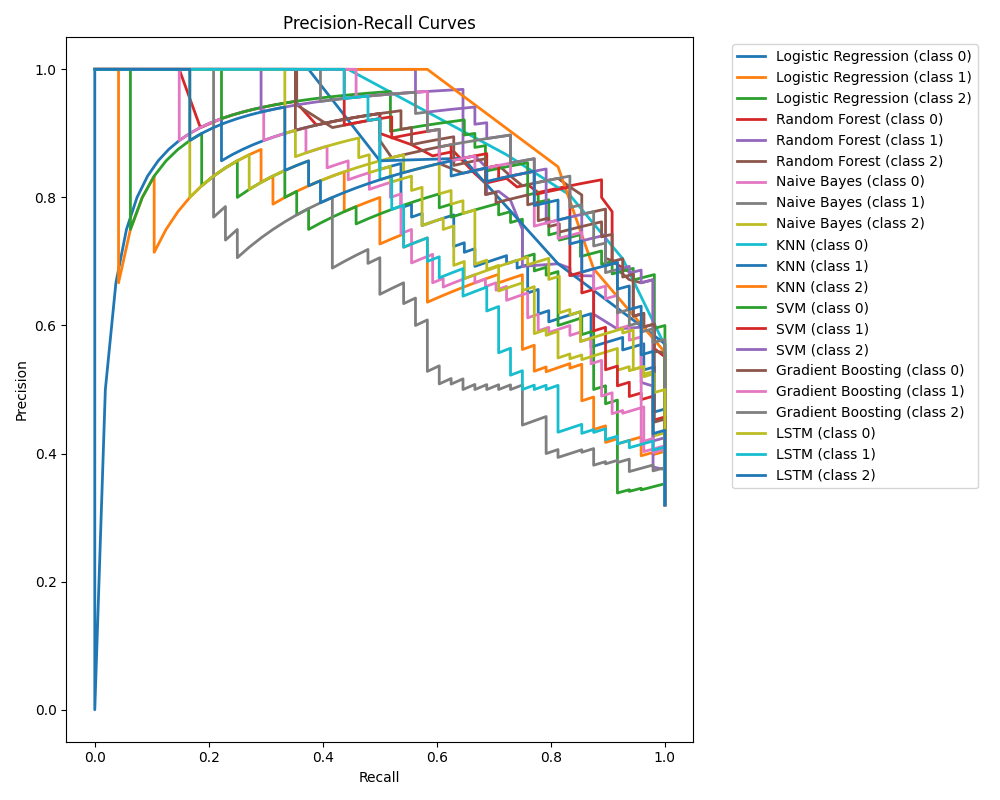 Precision-Recall Curves
1.0
0.8
0.6
0.4
0.2
0.0
Precision
0.0 0.2 0.4 0.6 0.8 1.0
Recall
Logistic Regression (class 0)
Logistic Regression (class 1)
Logistic Regression (class 2)
Random Forest (class 0)
Random Forest (class 1)
Random Forest (class 2)
Naive Bayes (class 0)
Naive Bayes (class 1)
Naive Bayes (class 2)
KNN (class 0)
KNN (class 1)
KNN (class 2)
SVM (class 0)
SVM (class 1)
SVM (class 2)
Gradient Boosting (class 0)
Gradient Boosting (class 1)
Gradient Boosting (class 2)
LSTM (class 0)
LSTM (class 1)
LSTM (class 2)